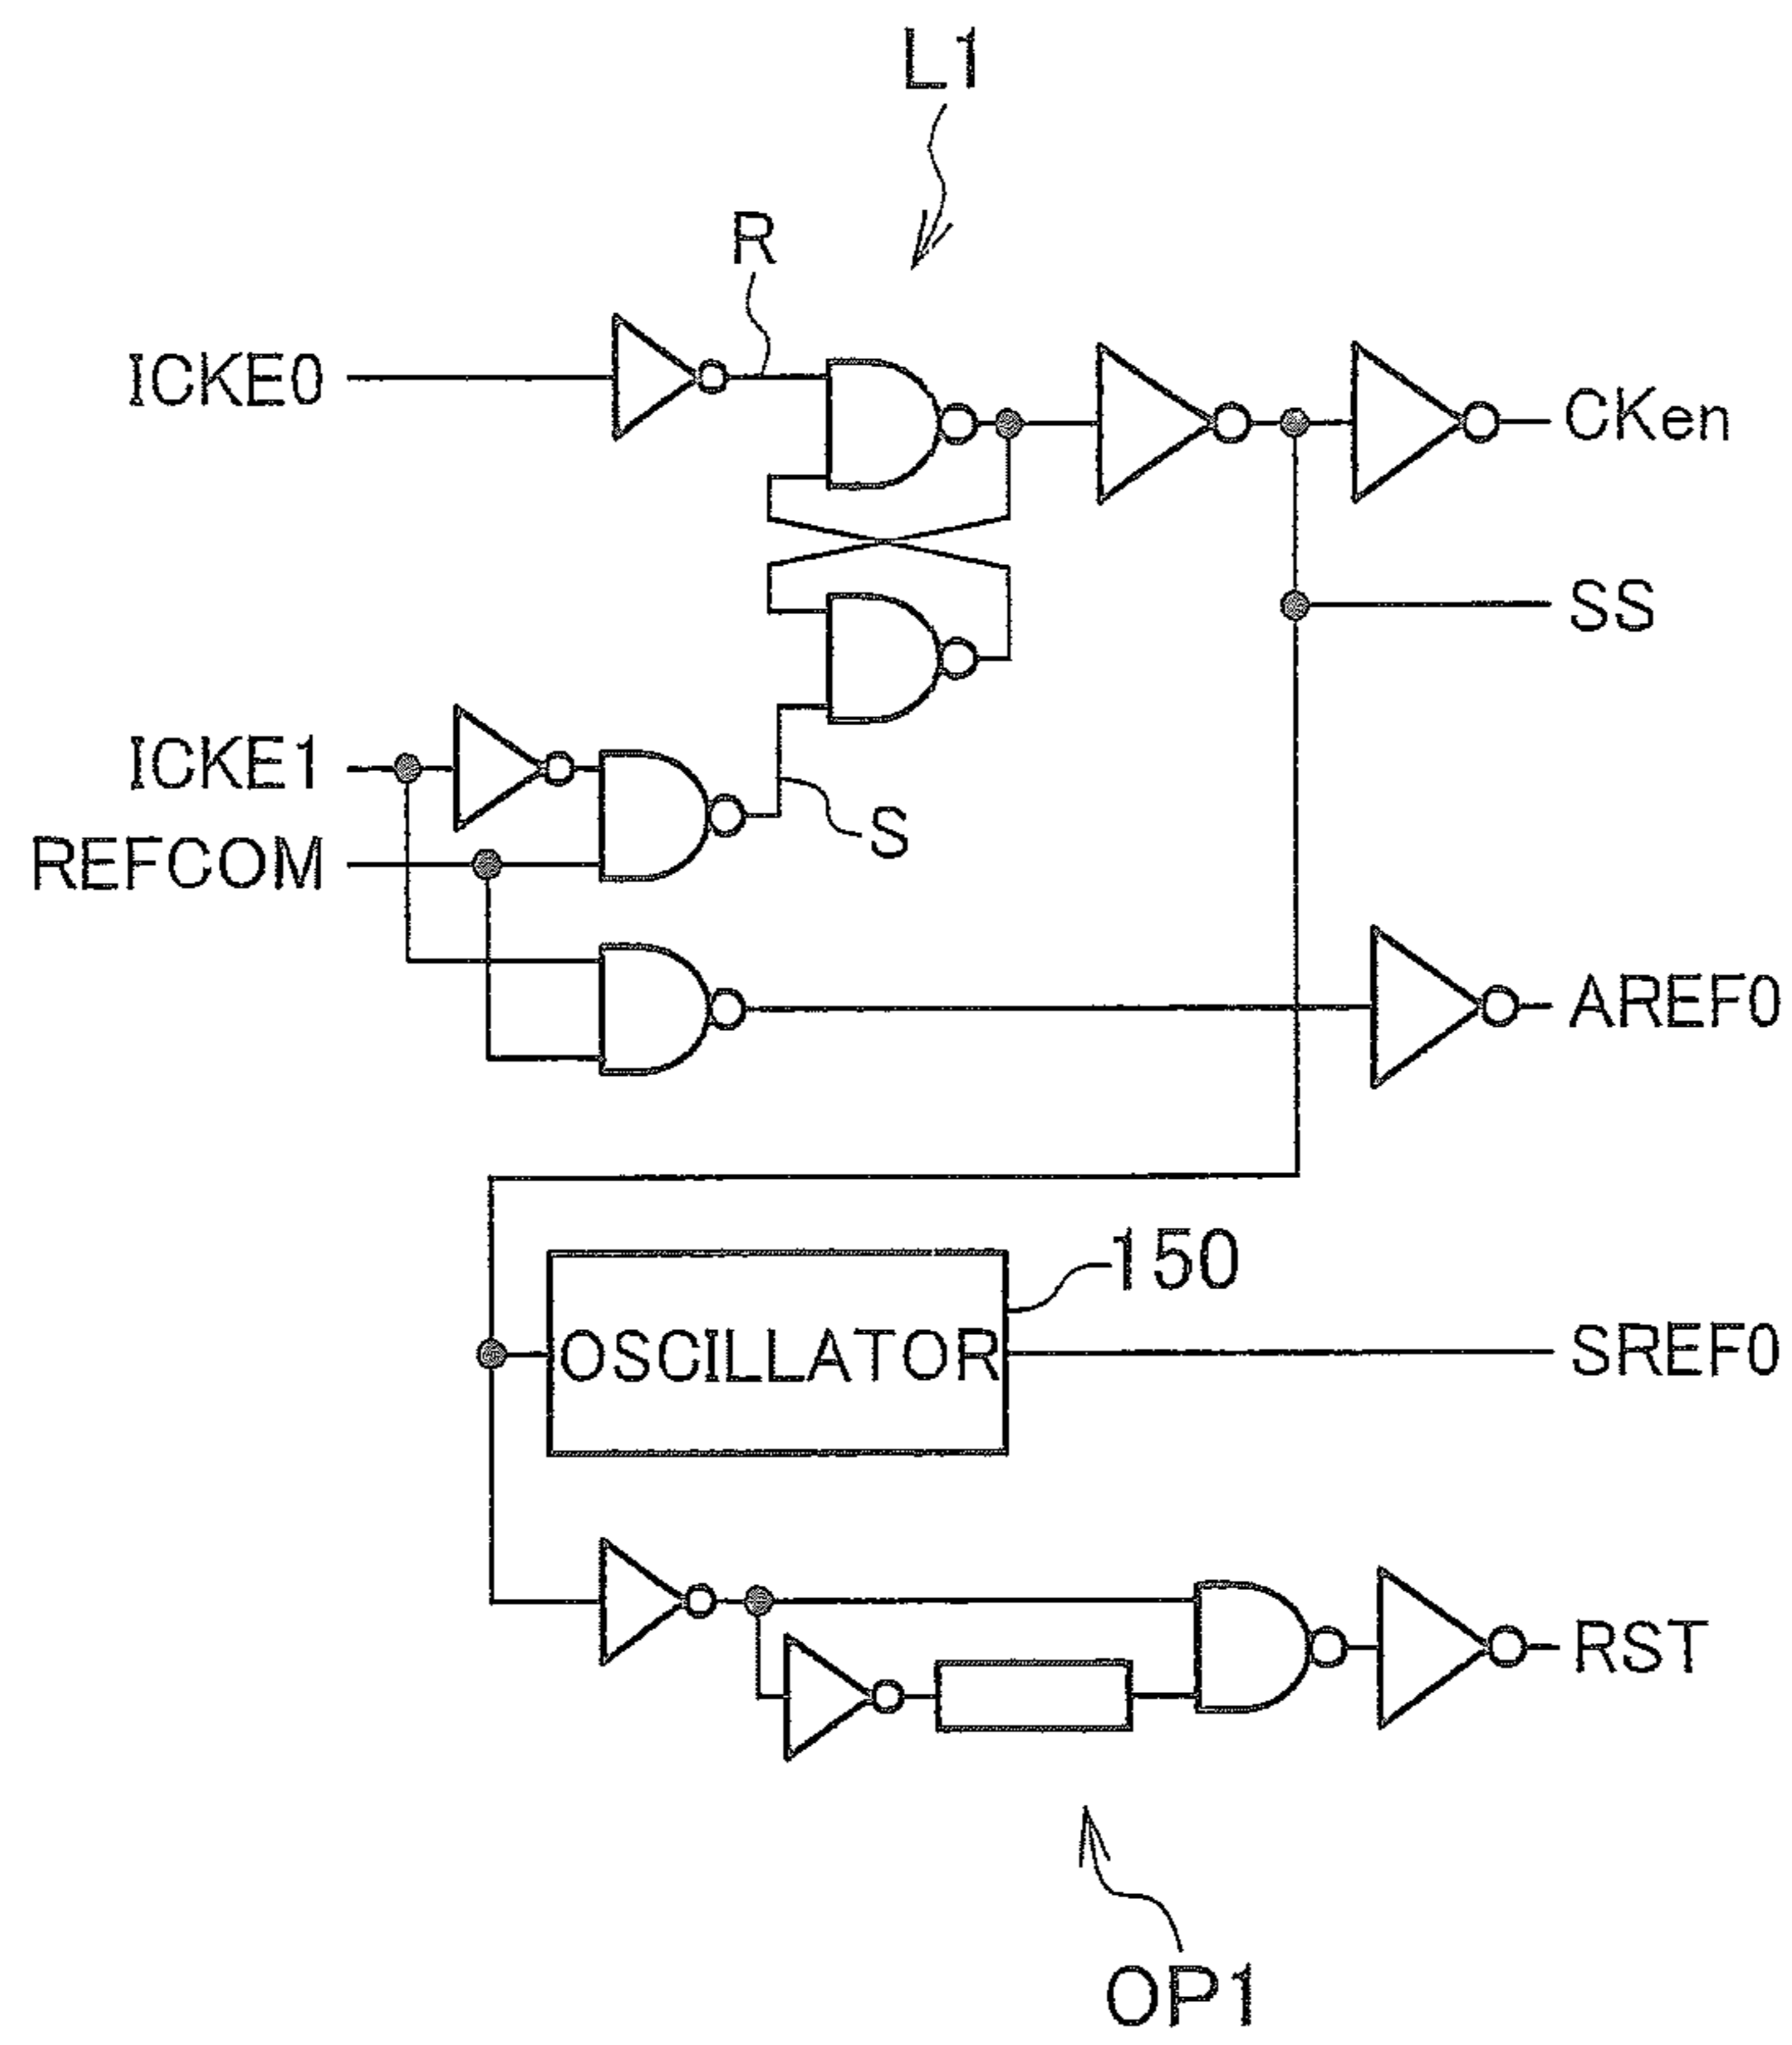 L1
R
ICKE0
CKen
SS
ICKE1
S
REFCOM
AREF0
150
OSCILLATOR
SREF0
RST
OP1